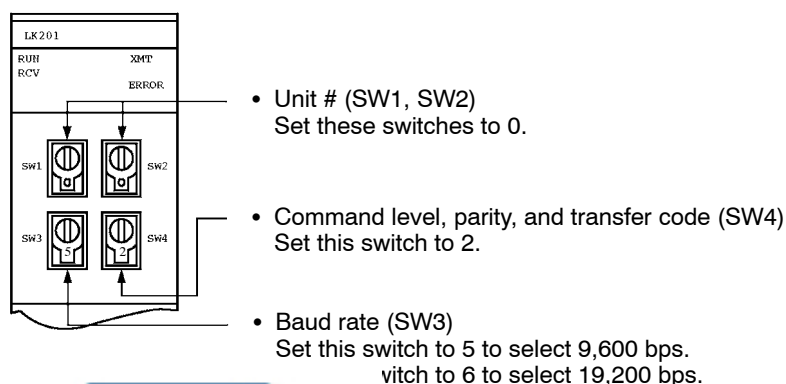 LK201
RUN XMT
RCV
ERROR
• Unit # (SW1, SW2)
Set these switches to 0.
SW1 0 0 SW2
• Command level, parity, and transfer code (SW4)
Set this switch to 2.
SW3 5 2 SW4
• Baud rate (SW3)
Set this switch to 5 to select 9,600 bps.
to 6 to select 19,200 bps.